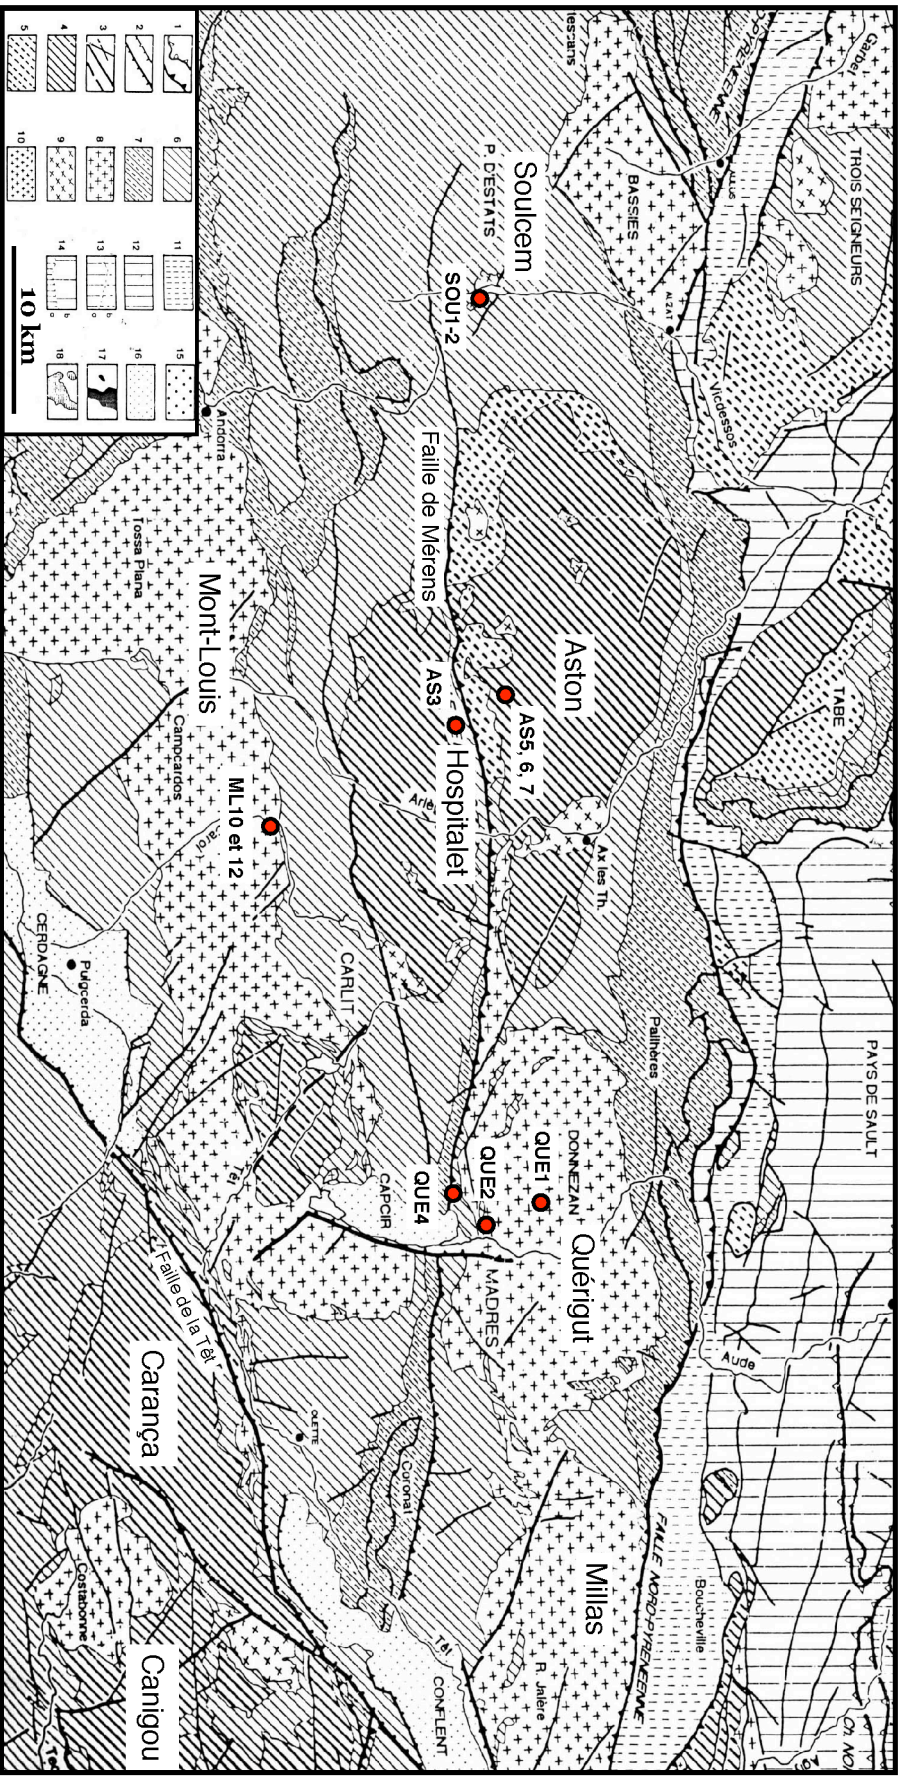 Garbet
TROIS SEIGNEURS
PAYS DE SAULT
TABE
Vicdessos
AUZAT
BASSIES
Soulcem
P. D'ESTATS
SOU1-2
Aston
AS5, 6, 7
AS3
Hospitalet
Faille de Mérens
Ax les Th.
Pailhères
DONNEZAN
Quérigut
QUE1
QUE2
QUE4
MADRES
CAPCIR
Aude
FAILLE NORD-PYRENEENNE
Boucheville
Millas
R. Jalère
Têt
CONFLENT
Coronat
OLETTE
Andorra
Tossa Plana
Mont-Louis
Campcardos
ML10 et 12
CARLIT
Têt
Puigcerda
CERDAGNE
Faille de la Têt
Carança
Costabonne
Canigou
1
2
3
4
5
6
7
8
9
10
11
12
13
a
b
14
a
b
15
16
17
18
10 km